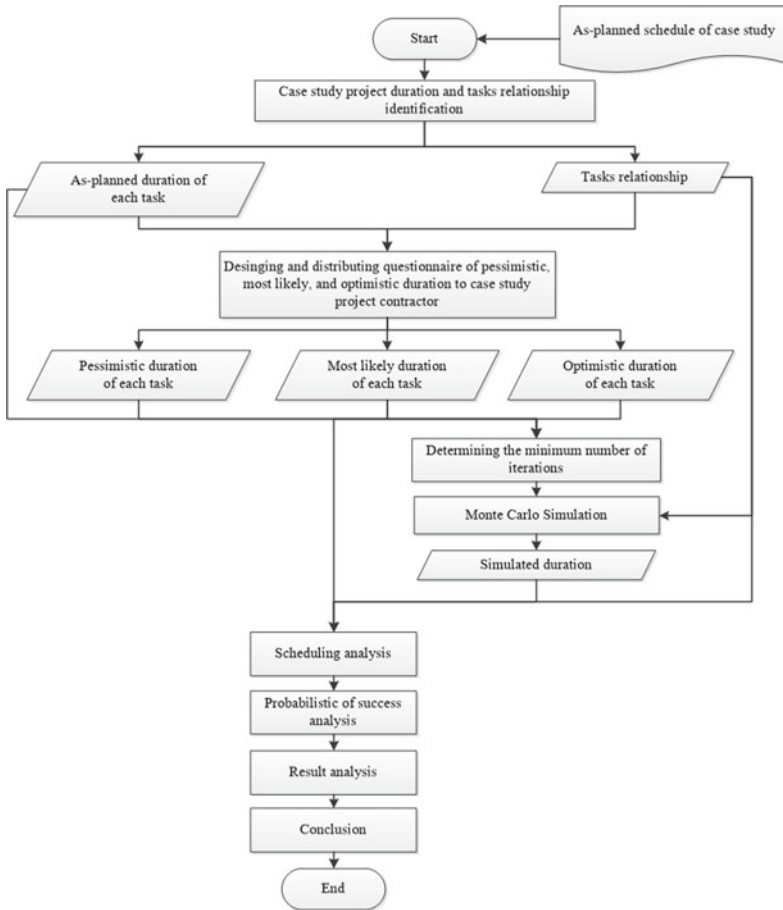 Start
As-planned schedule of case study
Case study project duration and tasks relationship
identification
As-planned duration of
each task
Tasks relationship
Desinging and distributing questionnaire of pessimistic,
most likely, and optimistic duration to case study
project contractor
Pessimistic duration
of each task
Most likely duration
of each task
Optimistic duration
of each task
Determining the minimum number of
iterations
Monte Carlo Simulation
Simulated duration
Scheduling analysis
Probabilistic of success
analysis
Result analysis
Conclusion
End